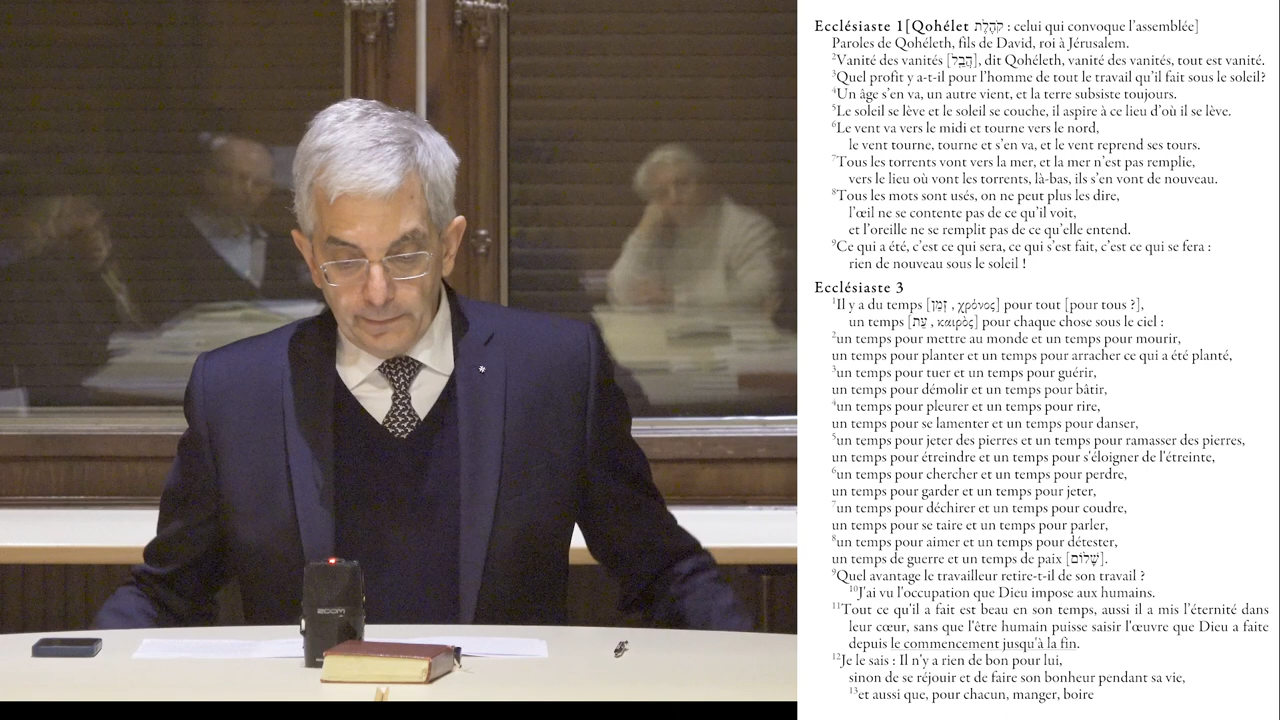 Ecclésiaste 1[Qohélet קֹהֶלֶת : celui qui convoque l'assemblée]
Paroles de Qohéleth, fils de David, roi à Jérusalem.
²Vanité des vanités [הֲבֵל], dit Qohéleth, vanité des vanités, tout est vanité.
³Quel profit y a-t-il pour l'homme de tout le travail qu'il fait sous le soleil?
⁴Un âge s'en va, un autre vient, et la terre subsiste toujours.
⁵Le soleil se lève et le soleil se couche, il aspire à ce lieu d'où il se lève.
⁶Le vent va vers le midi et tourne vers le nord,
le vent tourne, tourne et s'en va, et le vent reprend ses tours.
⁷Tous les torrents vont vers la mer, et la mer n'est pas remplie,
vers le lieu où vont les torrents, là-bas, ils s'en vont de nouveau.
⁸Tous les mots sont usés, on ne peut plus les dire,
l'œil ne se contente pas de ce qu'il voit,
et l'oreille ne se remplit pas de ce qu'elle entend.
⁹Ce qui a été, c'est ce qui sera, ce qui s'est fait, c'est ce qui se fera :
rien de nouveau sous le soleil !
Ecclésiaste 3
¹Il y a du temps [זְמָן , χρόνος] pour tout [pour tous ?],
un temps [עֵת , καιρὸς] pour chaque chose sous le ciel :
²un temps pour mettre au monde et un temps pour mourir,
un temps pour planter et un temps pour arracher ce qui a été planté,
³un temps pour tuer et un temps pour guérir,
un temps pour démolir et un temps pour bâtir,
⁴un temps pour pleurer et un temps pour rire,
un temps pour se lamenter et un temps pour danser,
⁵un temps pour jeter des pierres et un temps pour ramasser des pierres,
un temps pour étreindre et un temps pour s'éloigner de l'étreinte,
⁶un temps pour chercher et un temps pour perdre,
un temps pour garder et un temps pour jeter,
⁷un temps pour déchirer et un temps pour coudre,
un temps pour se taire et un temps pour parler,
⁸un temps pour aimer et un temps pour détester,
un temps de guerre et un temps de paix [שָׁלוֹם].
⁹Quel avantage le travailleur retire-t-il de son travail ?
¹⁰J'ai vu l'occupation que Dieu impose aux humains.
¹¹Tout ce qu'il a fait est beau en son temps, aussi il a mis l'éternité dans
leur cœur, sans que l'être humain puisse saisir l'œuvre que Dieu a faite
depuis le commencement jusqu'à la fin.
¹²Je le sais : Il n'y a rien de bon pour lui,
sinon de se réjouir et de faire son bonheur pendant sa vie,
¹³et aussi que, pour chacun, manger, boire
zoom